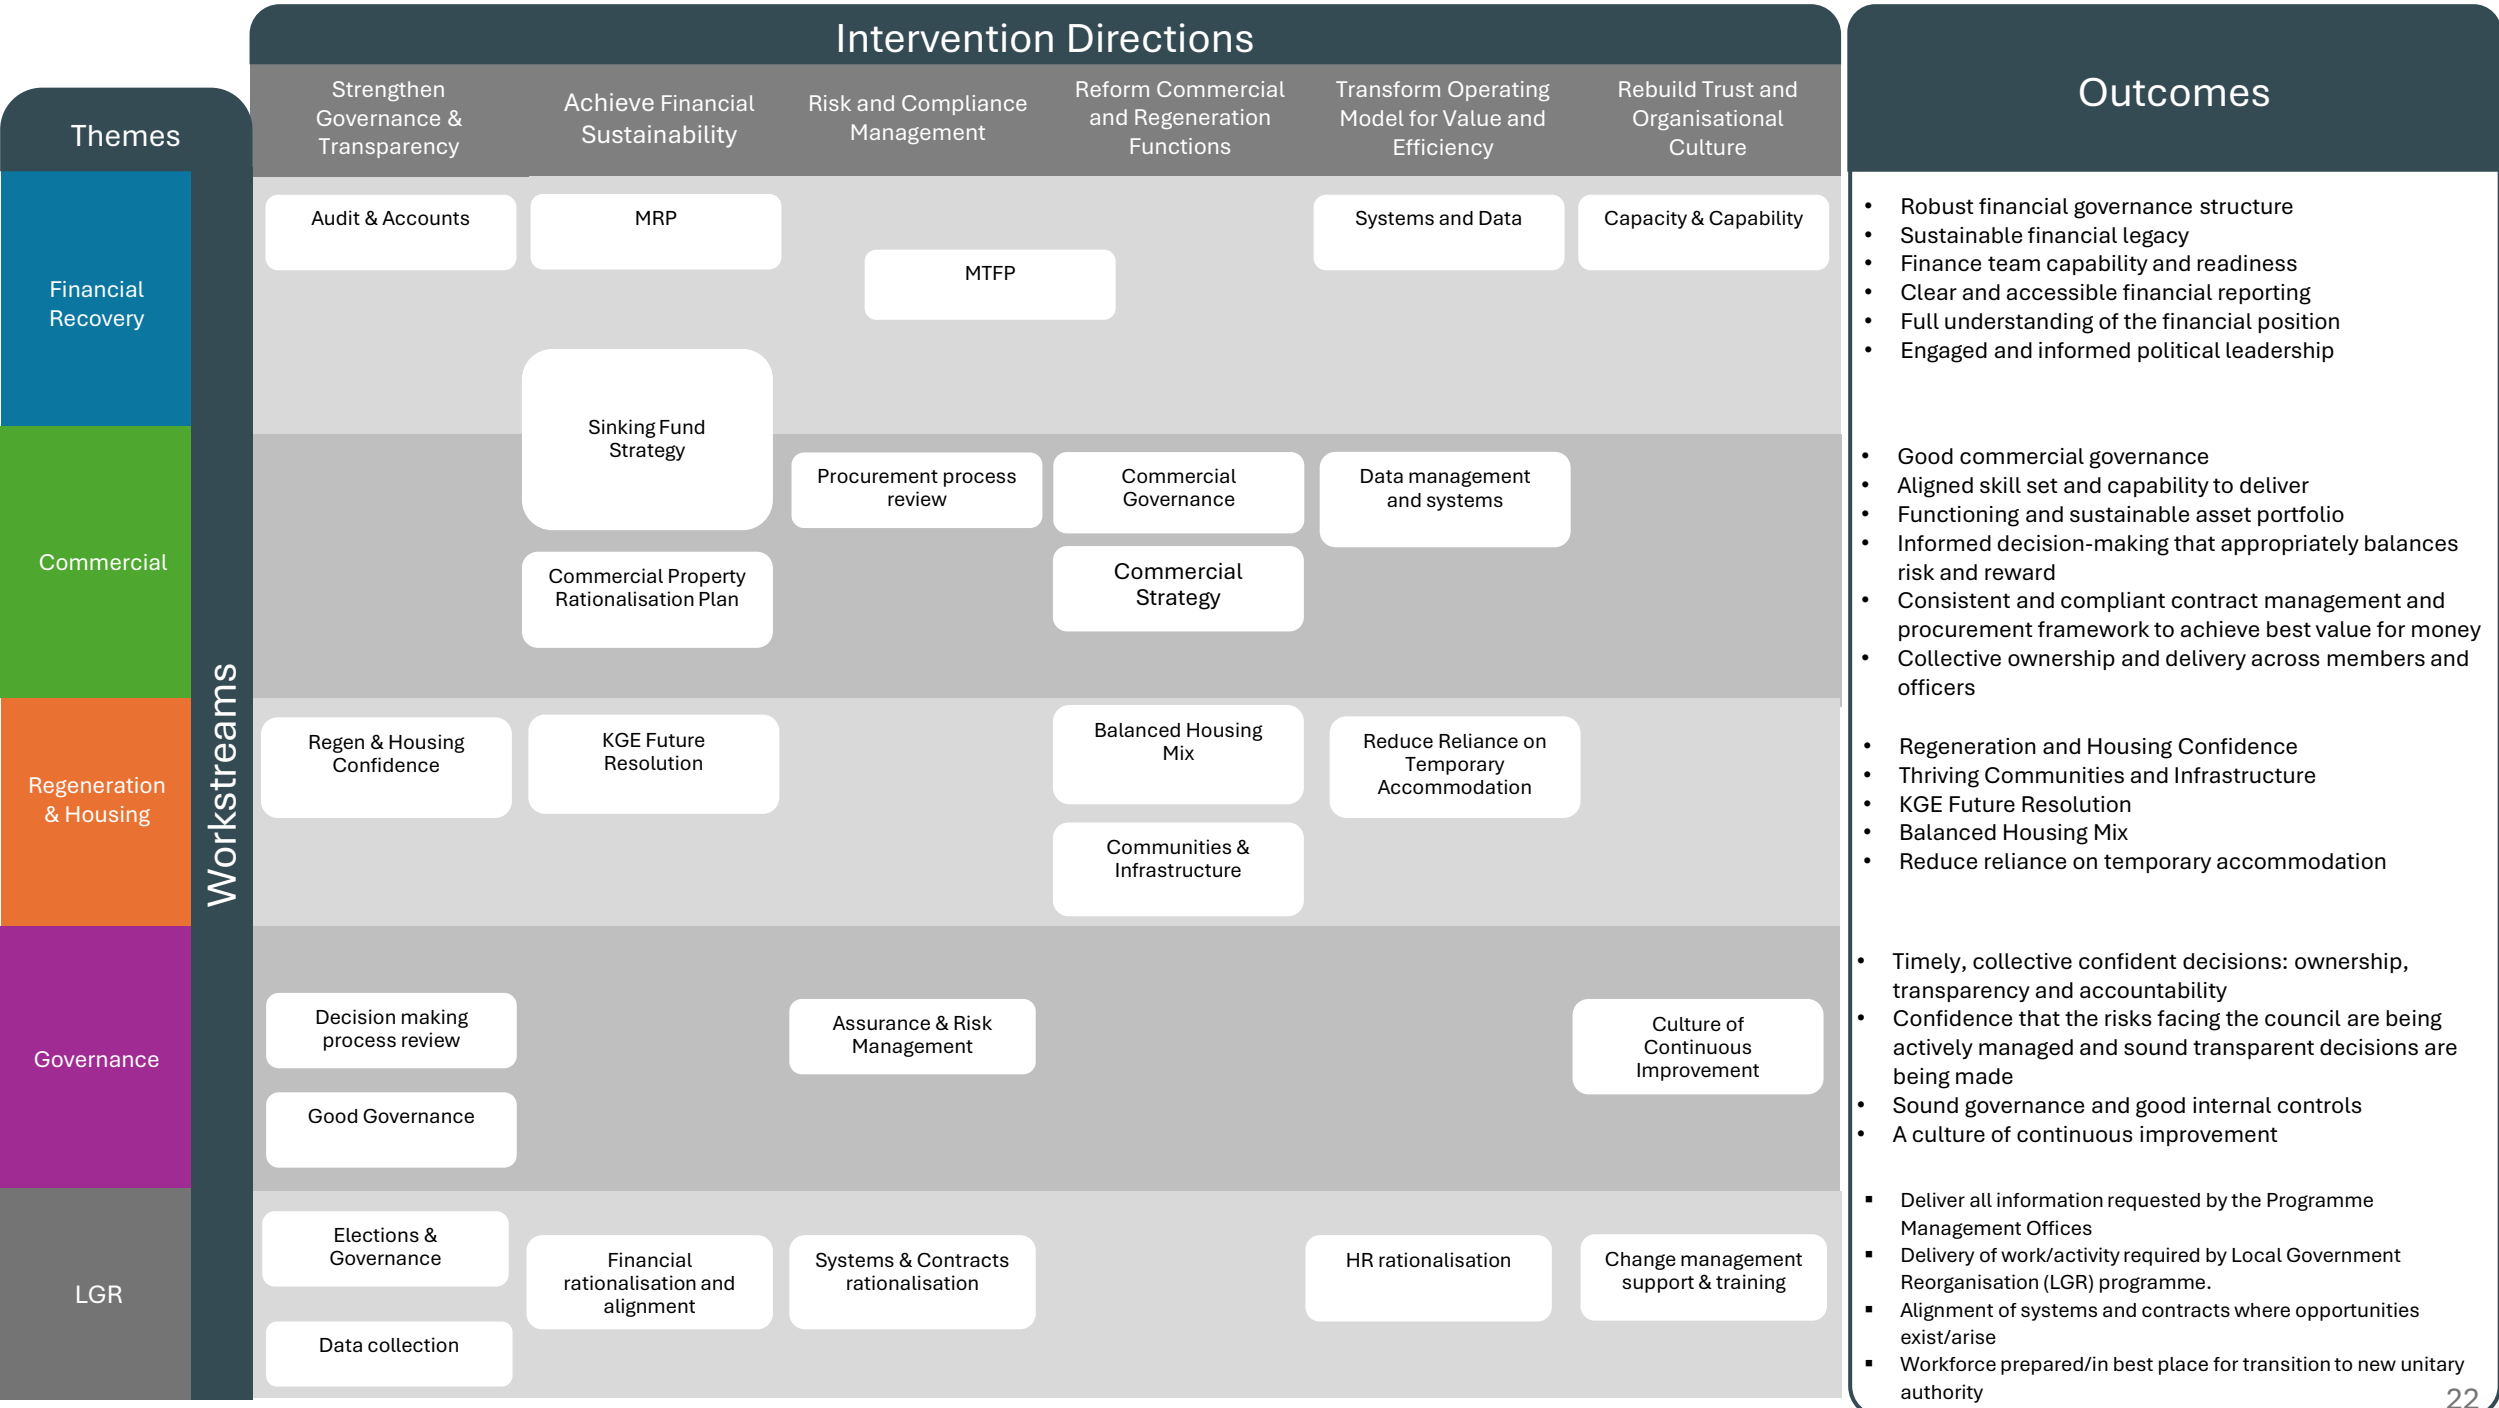 Intervention Directions
Outcomes
Themes
Workstreams
Strengthen
Governance &
Transparency
Achieve Financial
Sustainability
Risk and Compliance
Management
Reform Commercial
and Regeneration
Functions
Transform Operating
Model for Value and
Efficiency
Rebuild Trust and
Organisational
Culture
Financial
Recovery
Audit & Accounts
MRP
MTFP
Systems and Data
Capacity & Capability
Sinking Fund
Strategy
• Robust financial governance structure
• Sustainable financial legacy
• Finance team capability and readiness
• Clear and accessible financial reporting
• Full understanding of the financial position
• Engaged and informed political leadership
Commercial
Commercial Property
Rationalisation Plan
Procurement process
review
Commercial
Governance
Commercial
Strategy
Data management
and systems
• Good commercial governance
• Aligned skill set and capability to deliver
• Functioning and sustainable asset portfolio
• Informed decision-making that appropriately balances
risk and reward
• Consistent and compliant contract management and
procurement framework to achieve best value for money
• Collective ownership and delivery across members and
officers
Regeneration
& Housing
Regen & Housing
Confidence
KGE Future
Resolution
Balanced Housing
Mix
Communities &
Infrastructure
Reduce Reliance on
Temporary
Accommodation
• Regeneration and Housing Confidence
• Thriving Communities and Infrastructure
• KGE Future Resolution
• Balanced Housing Mix
• Reduce reliance on temporary accommodation
Governance
Decision making
process review
Good Governance
Assurance & Risk
Management
Culture of
Continuous
Improvement
• Timely, collective confident decisions: ownership,
transparency and accountability
• Confidence that the risks facing the council are being
actively managed and sound transparent decisions are
being made
• Sound governance and good internal controls
• A culture of continuous improvement
LGR
Elections &
Governance
Data collection
Financial
rationalisation and
alignment
Systems & Contracts
rationalisation
HR rationalisation
Change management
support & training
▪ Deliver all information requested by the Programme
Management Offices
▪ Delivery of work/activity required by Local Government
Reorganisation (LGR) programme.
▪ Alignment of systems and contracts where opportunities
exist/arise
▪ Workforce prepared/in best place for transition to new unitary
authority
22